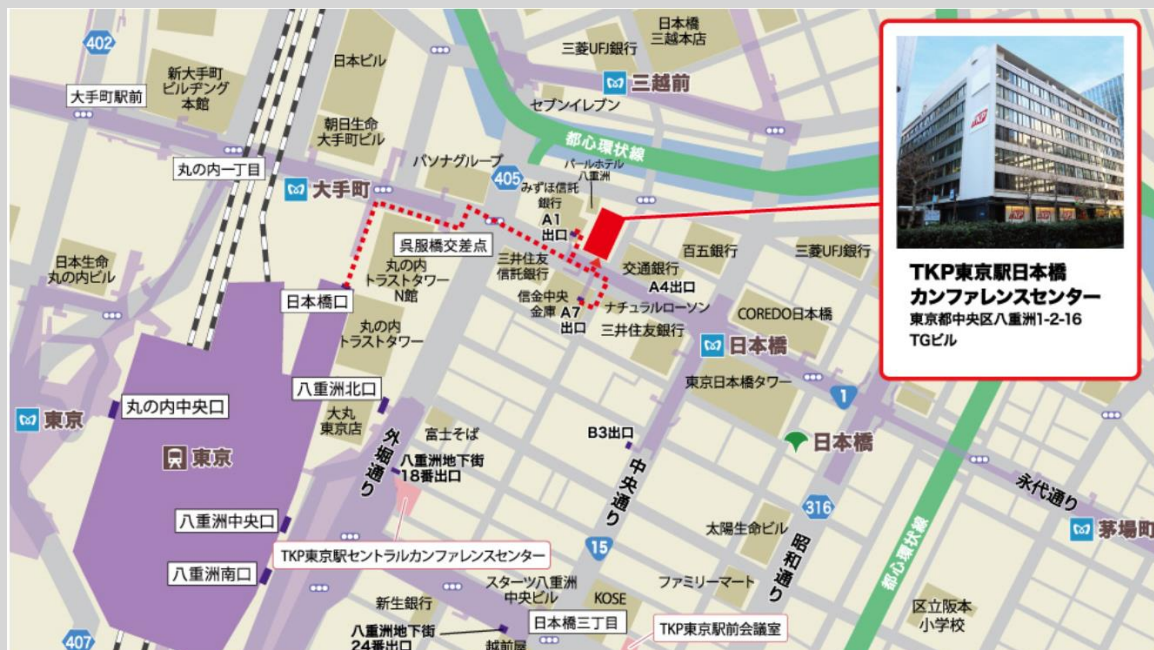 402
新大手町
ビルヂング
本館
大手町駅前
日本ビル
朝日生命
大手町ビル
丸の内一丁目
大手町
パソナグループ
405
三菱UFJ銀行
日本橋
三越本店
三越前
セブンイレブン
都心環状線
パールホテル
八重洲
みずほ信託
銀行
A1
出口
呉服橋交差点
三井住友
信託銀行
百五銀行
三菱UFJ銀行
交通銀行
A4出口
信金中央
金庫
A7
出口
ナチュラルローソン
三井住友銀行
COREDO日本橋
日本橋
東京日本橋タワー
日本生命
丸の内ビル
日本橋口
丸の内
トラストタワー
N館
丸の内
トラストタワー
八重洲北口
丸の内中央口
東京
東京
大丸
東京店
外堀通り
富士そば
八重洲地下街
18番出口
B3出口
中央通り
1
日本橋
永代通り
茅場町
316
昭和通り
太陽生命ビル
八重洲中央口
TKP東京駅セントラルカンファレンスセンター
15
八重洲南口
新生銀行
スターツ八重洲
中央ビル
KOSE
ファミリーマート
都心環状線
区立阪本
小学校
日本橋三丁目
TKP東京駅前会議室
407
八重洲地下街
24番出口
越前屋
TKP
TKP東京駅日本橋
カンファレンスセンター
東京都中央区八重洲1-2-16
TGビル